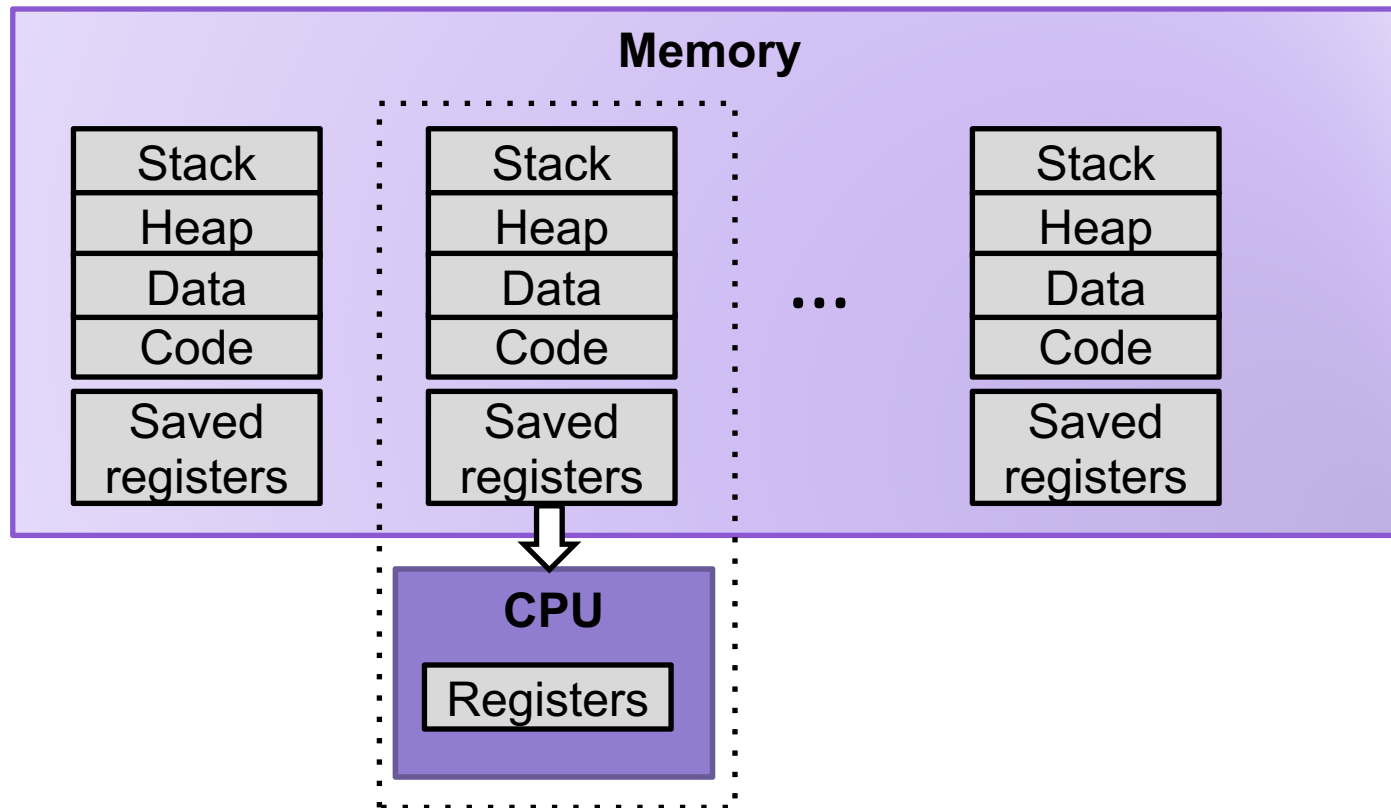 Memory
Stack
Heap
Data
Code
Saved
registers
Stack
Heap
Data
Code
Saved
registers
...
Stack
Heap
Data
Code
Saved
registers
CPU
Registers